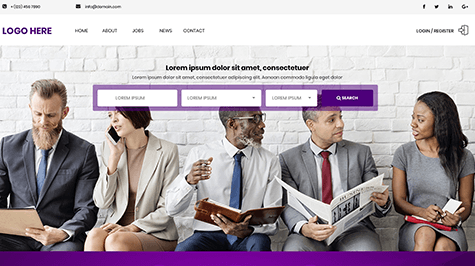 +(00) 458 7890 info@domain.com
LOGO HERE HOME ABOUT JOBS NEWS CONTACT LOGIN / REGISTER
Lorem ipsum dolor sit amet, consectetuer
Lorem ipsum dolor sit amet, consectetuer adipiscing elit. Aenean commodo ligula eget dolor
LOREM IPSUM LOREM IPSUM LOREM IPSUM SEARCH